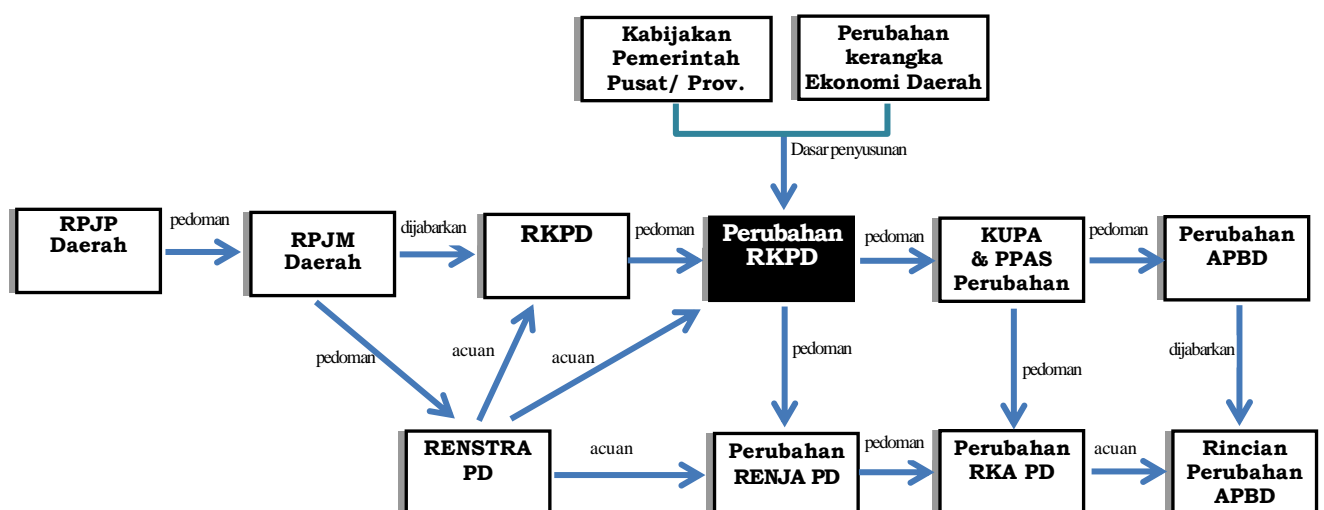 Kabijakan
Pemerintah
Pusat/ Prov.
Perubahan
kerangka
Ekonomi Daerah
Dasar penyusunan
RPJP
Daerah
pedoman
RPJM
Daerah
dijabarkan
RKPD
pedoman
Perubahan
RKPD
pedoman
KUPA
& PPAS
Perubahan
pedoman
Perubahan
APBD
pedoman
acuan
acuan
pedoman
pedoman
dijabarkan
RENSTRA
PD
acuan
Perubahan
RENJA PD
pedoman
Perubahan
RKA PD
acuan
Rincian
Perubahan
APBD